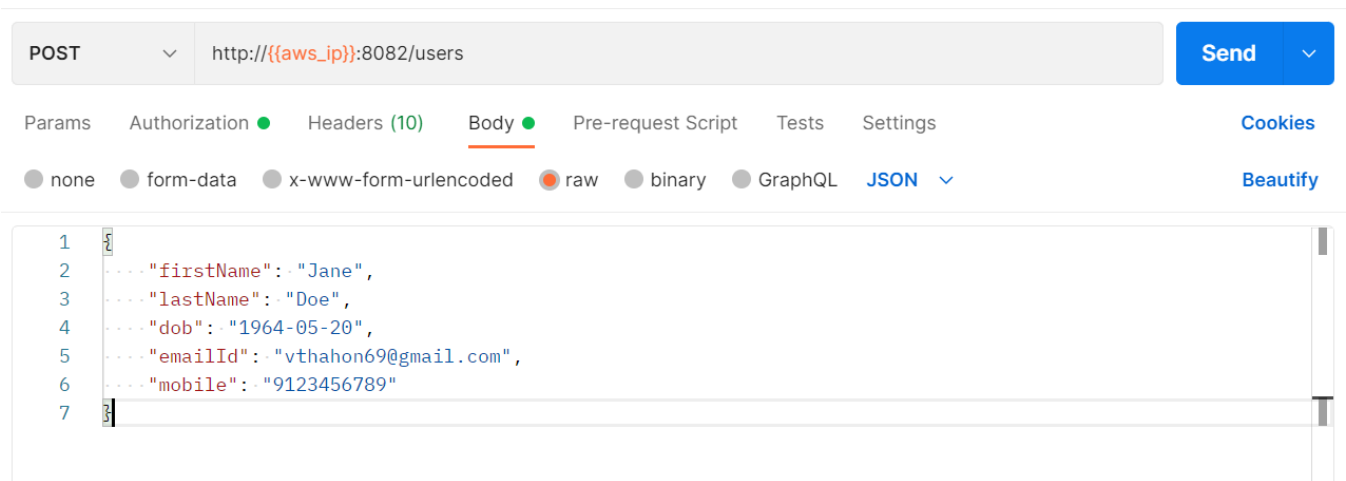 POST http://{{aws_ip}}:8082/users Send
Params Authorization Headers (10) Body Pre-request Script Tests Settings Cookies
none form-data x-www-form-urlencoded raw binary GraphQL JSON Beautify
1 {
2 "firstName": "Jane",
3 "lastName": "Doe",
4 "dob": "1964-05-20",
5 "emailId": "vthahon69@gmail.com",
6 "mobile": "9123456789"
7 }